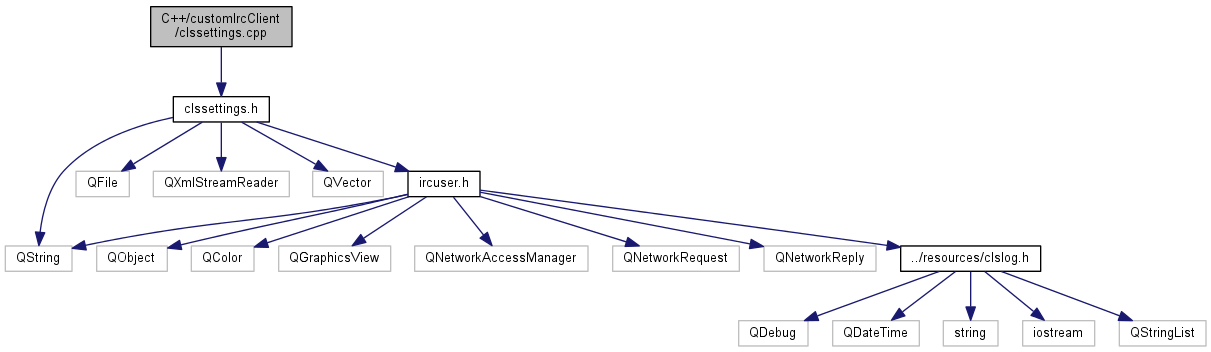 C++/customIrcClient
/clssettings.cpp
clssettings.h
QFile
QXmlStreamReader
QVector
ircuser.h
QString
QObject
QColor
QGraphicsView
QNetworkAccessManager
QNetworkRequest
QNetworkReply
../resources/clslog.h
QDebug
QDateTime
string
iostream
QStringList